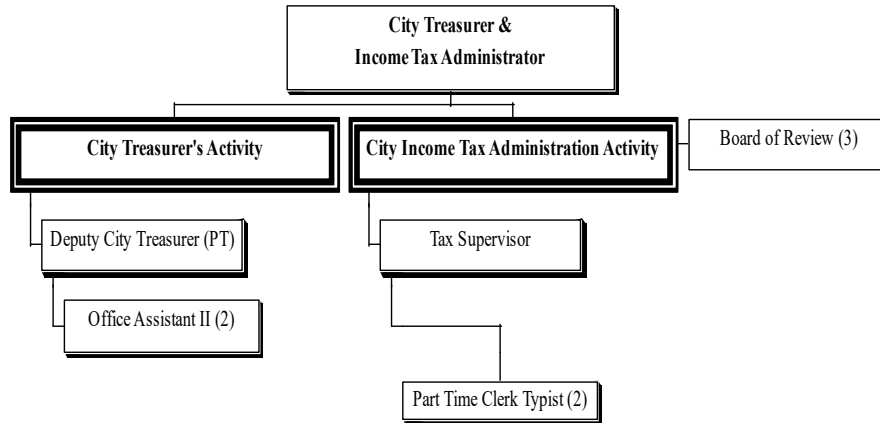 City Treasurer &
Income Tax Administrator
City Treasurer's Activity
City Income Tax Administration Activity
Board of Review (3)
Deputy City Treasurer (PT)
Tax Supervisor
Office Assistant II (2)
Part Time Clerk Typist (2)